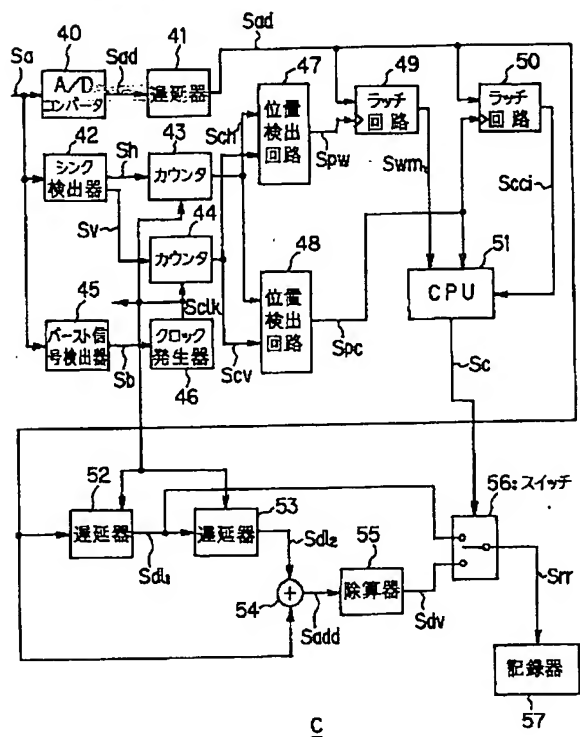 40
41
Sad
Sa
A/D
コンバータ
Sad
遅延器
42
43
シンク
検出器
Sh
カウンタ
Sv
44
カウンタ
45
Sclk
バースト信
号検出器
Sb
クロック
発生器
46
Sch
Scv
47
位置
検出
回路
Spw
48
位置
検出
回路
Spc
49
ラッチ
回路
Swm
50
ラッチ
回路
Scci
51
CPU
Sc
52
遅延器
Sdl₁
53
遅延器
Sdl₂
54
+
Sadd
55
除算器
Sdv
56:スイッチ
Srr
記録器
57
C